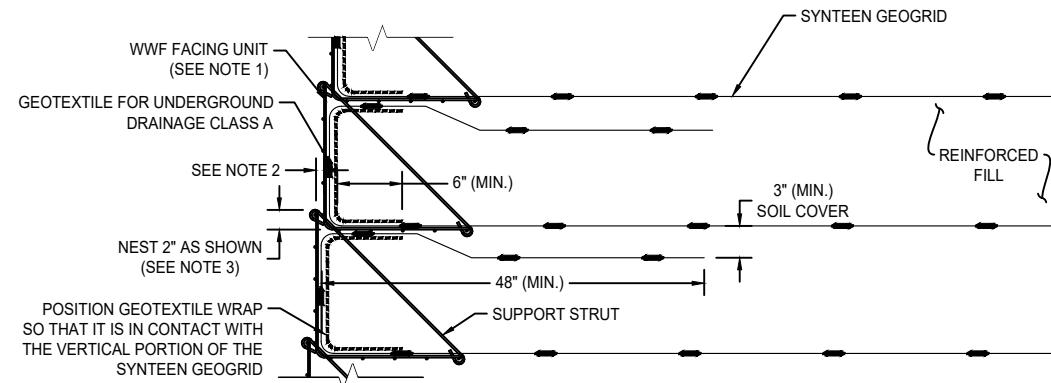 SYNTEEN GEOGRID
WWF FACING UNIT
(SEE NOTE 1)
GEOTEXTILE FOR UNDERGROUND
DRAINAGE CLASS A
SEE NOTE 2
6" (MIN.)
REINFORCED
FILL
3" (MIN.)
SOIL COVER
NEST 2" AS SHOWN
(SEE NOTE 3)
48" (MIN.)
POSITION GEOTEXTILE WRAP
SO THAT IT IS IN CONTACT WITH
THE VERTICAL PORTION OF THE
SYNTEEN GEOGRID
SUPPORT STRUT